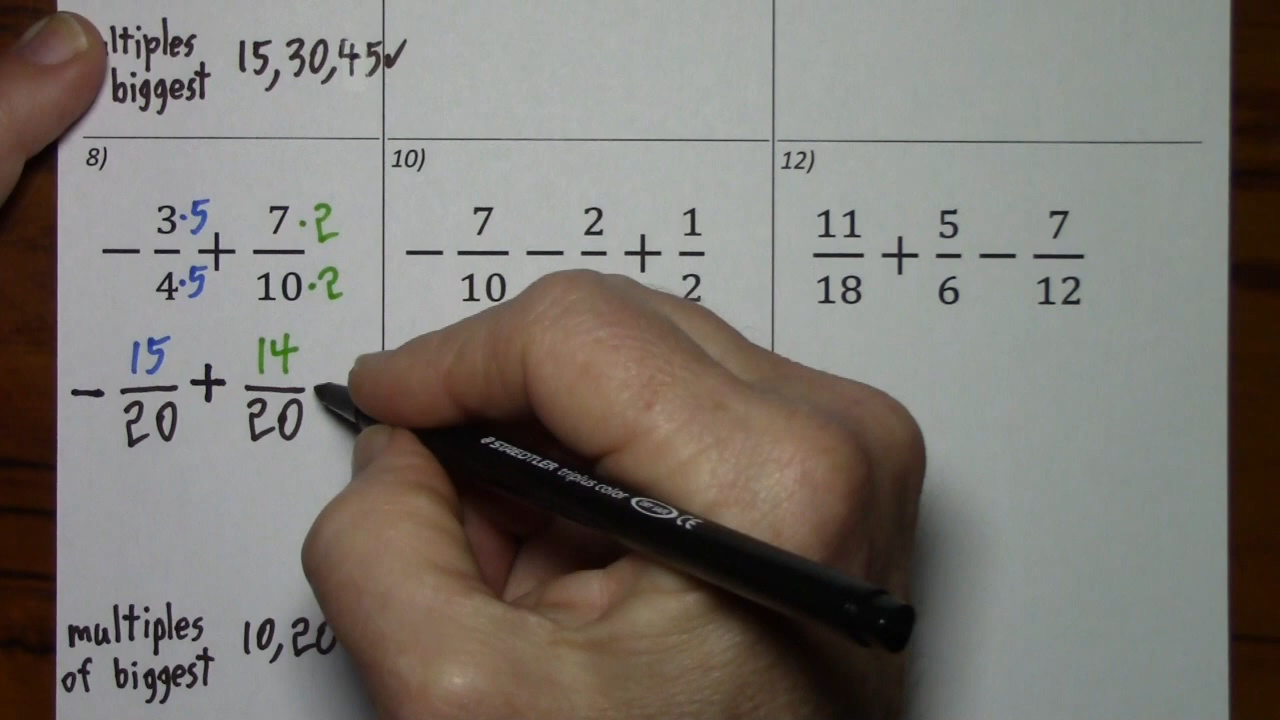 ltiples
biggest 15,30,45✓
8)
10)
12)
− 3·5/4·5 + 7·2/10·2
− 7/10 − 2/ + 1/2
11/18 + 5/6 − 7/12
− 15/20 + 14/20
STAEDTLER triplus color CE
multiples
of biggest 10,20